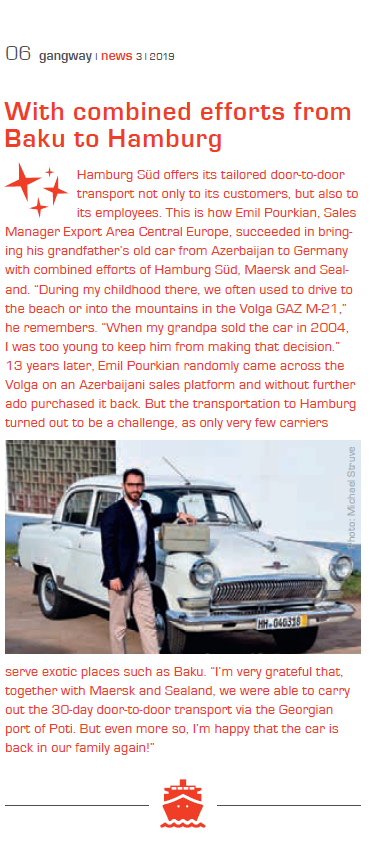 06 gangway | news 3 | 2019
With combined efforts from
Baku to Hamburg
Hamburg Süd offers its tailored door-to-door
transport not only to its customers, but also to
its employees. This is how Emil Pourkian, Sales
Manager Export Area Central Europe, succeeded in bring-
ing his grandfather's old car from Azerbaijan to Germany
with combined efforts of Hamburg Süd, Maersk and Seal-
and. "During my childhood there, we often used to drive to
the beach or into the mountains in the Volga GAZ M-21,"
he remembers. "When my grandpa sold the car in 2004,
I was too young to keep him from making that decision."
13 years later, Emil Pourkian randomly came across the
Volga on an Azerbaijani sales platform and without further
ado purchased it back. But the transportation to Hamburg
turned out to be a challenge, as only very few carriers
Photo: Michael Struve
HH-040318
serve exotic places such as Baku. "I'm very grateful that,
together with Maersk and Sealand, we were able to carry
out the 30-day door-to-door transport via the Georgian
port of Poti. But even more so, I'm happy that the car is
back in our family again!"